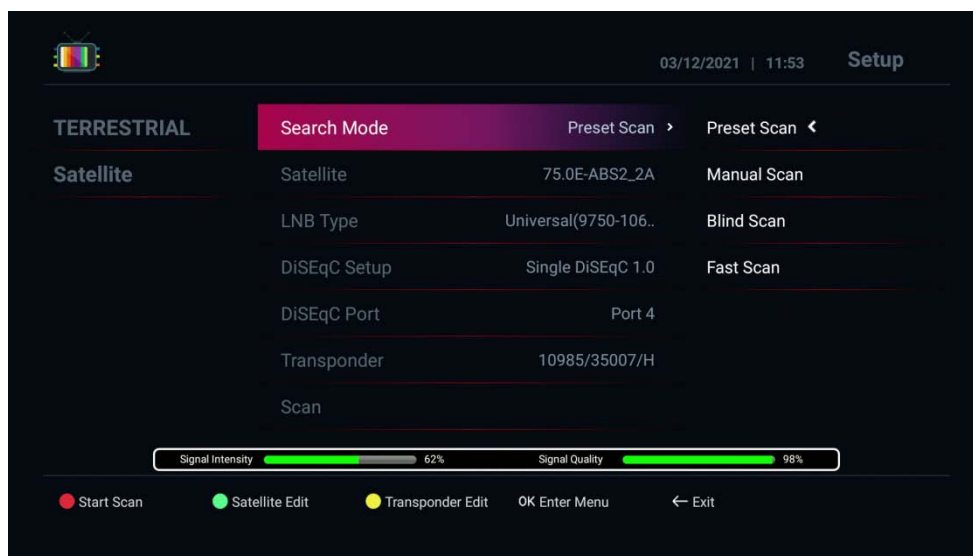 03/12/2021 | 11:53 Setup
TERRESTRIAL
Satellite
Search Mode Preset Scan >
Satellite 75.0E-ABS2_2A
LNB Type Universal(9750-106..
DiSEqC Setup Single DiSEqC 1.0
DiSEqC Port Port 4
Transponder 10985/35007/H
Scan
Preset Scan <
Manual Scan
Blind Scan
Fast Scan
Signal Intensity 62% Signal Quality 98%
Start Scan Satellite Edit Transponder Edit OK Enter Menu ← Exit